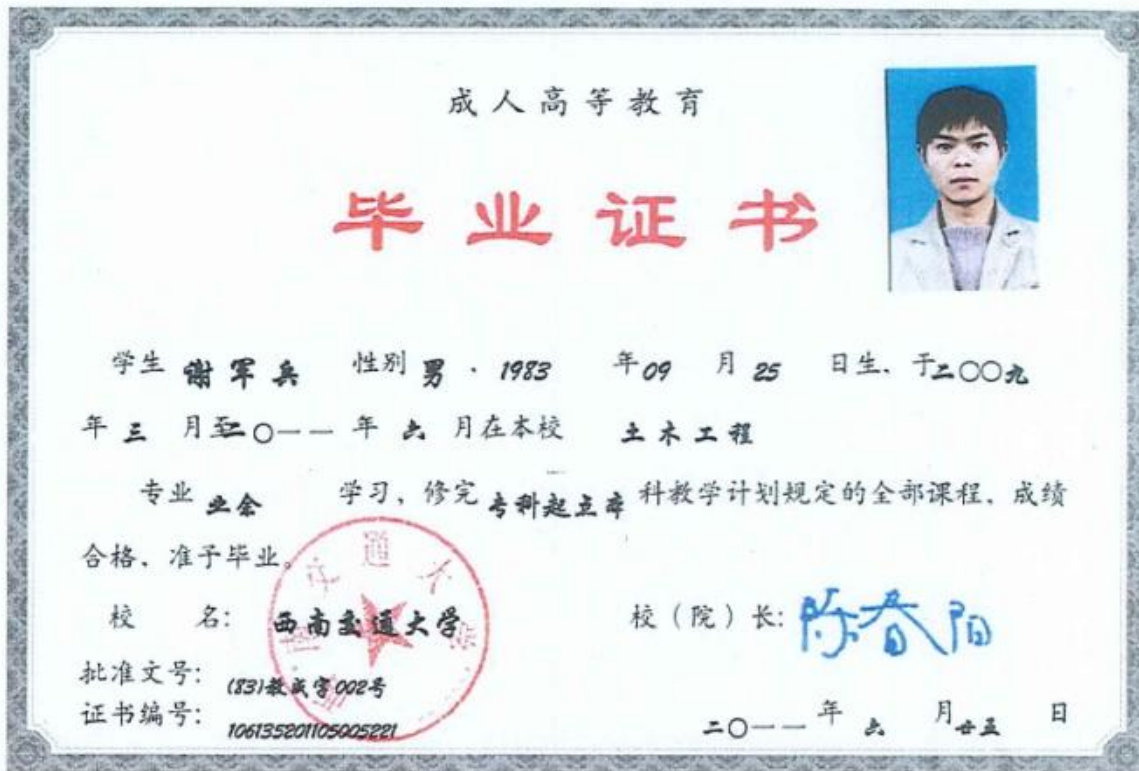 成人高等教育
毕业证书
学生 谢军兵 性别 男 . 1983 年 09 月 25 日生、于二〇〇九
年 三 月至二〇一一 年 六 月在本校 土木工程
专业 业余 学习、修完 专科起点本 科教学计划规定的全部课程、成绩
合格、准予毕业。
校 名: 西南交通大学
校(院)长: 陈春阳
批准文号: (83)教成字002号
证书编号: 106135201105005221
二〇一一 年 六 月 廿五 日